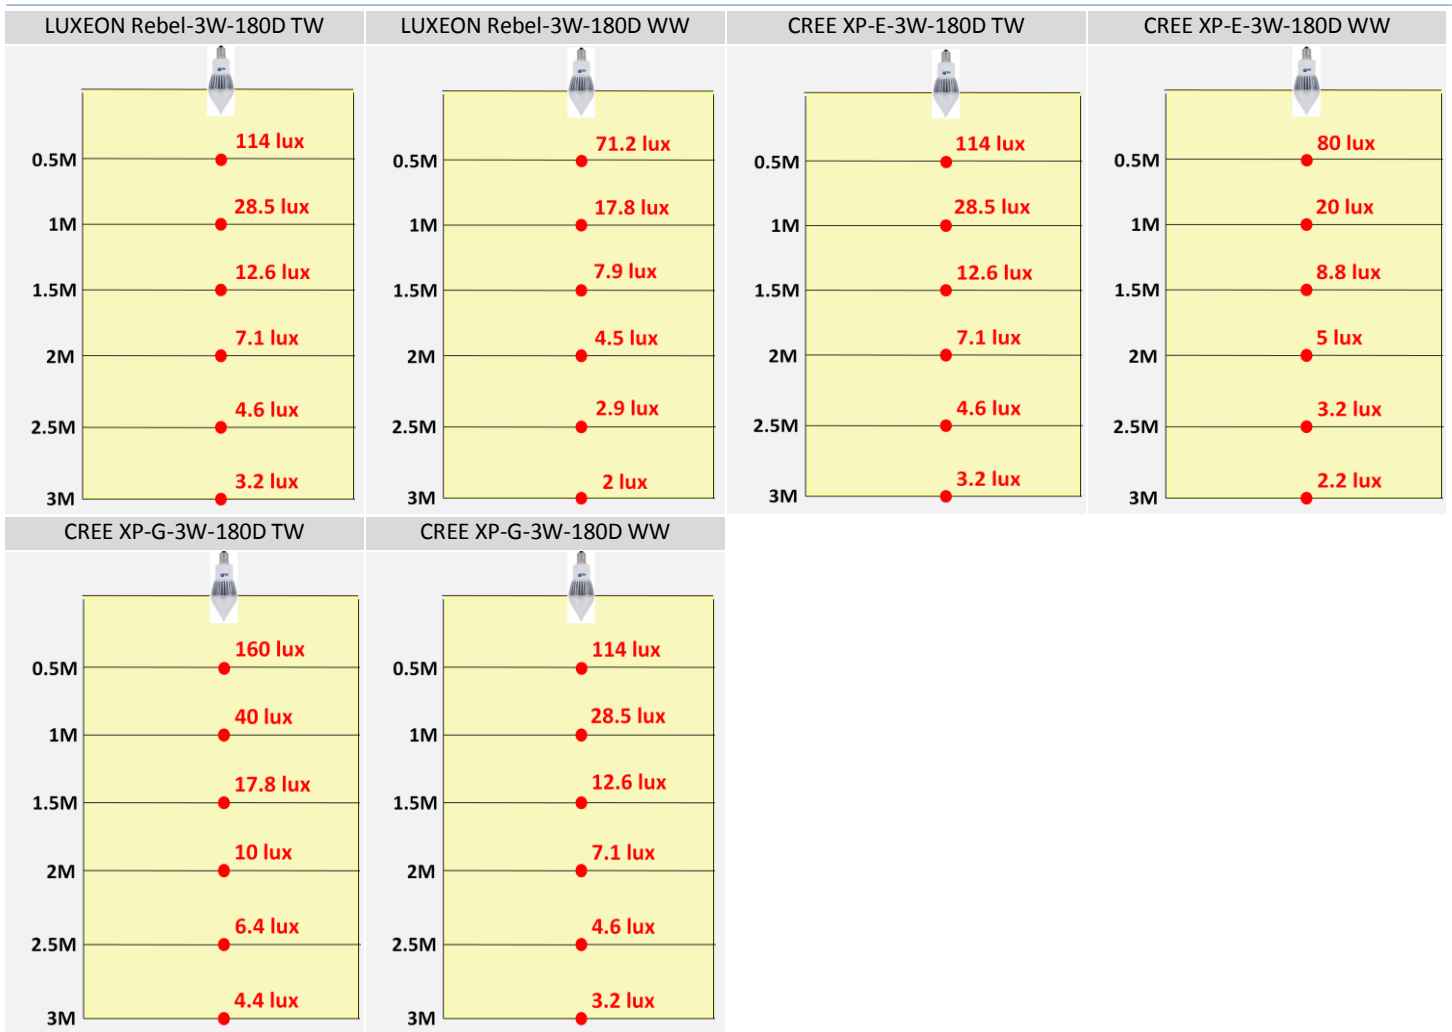 LUXEON Rebel-3W-180D TW
LUXEON Rebel-3W-180D WW
CREE XP-E-3W-180D TW
CREE XP-E-3W-180D WW
114 lux
0.5M
28.5 lux
1M
12.6 lux
1.5M
7.1 lux
2M
4.6 lux
2.5M
3.2 lux
3M
71.2 lux
0.5M
17.8 lux
1M
7.9 lux
1.5M
4.5 lux
2M
2.9 lux
2.5M
2 lux
3M
114 lux
0.5M
28.5 lux
1M
12.6 lux
1.5M
7.1 lux
2M
4.6 lux
2.5M
3.2 lux
3M
80 lux
0.5M
20 lux
1M
8.8 lux
1.5M
5 lux
2M
3.2 lux
2.5M
2.2 lux
3M
CREE XP-G-3W-180D TW
CREE XP-G-3W-180D WW
160 lux
0.5M
40 lux
1M
17.8 lux
1.5M
10 lux
2M
6.4 lux
2.5M
4.4 lux
3M
114 lux
0.5M
28.5 lux
1M
12.6 lux
1.5M
7.1 lux
2M
4.6 lux
2.5M
3.2 lux
3M